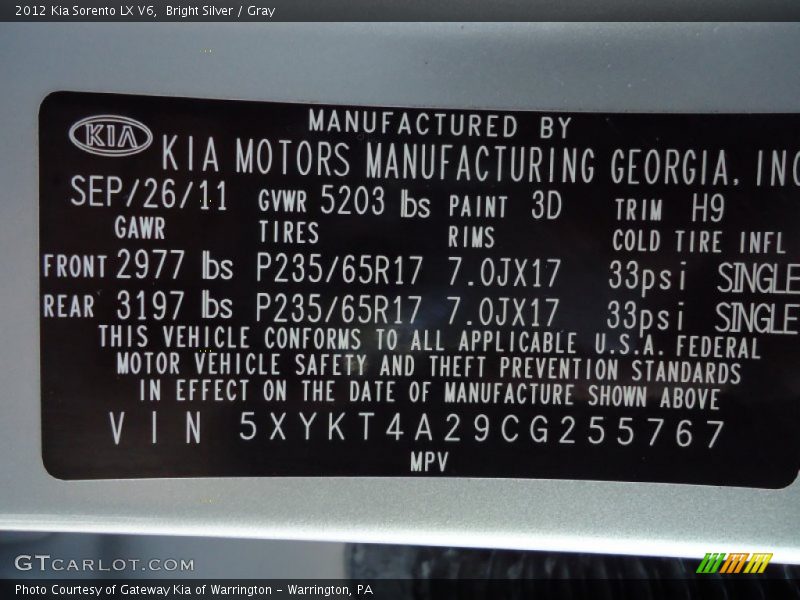 2012 Kia Sorento LX V6,  Bright Silver / Gray
MANUFACTURED BY
KIA KIA MOTORS MANUFACTURING GEORGIA, INC
SEP/26/11 GVWR 5203 lbs PAINT 3D TRIM H9
GAWR TIRES RIMS COLD TIRE INFL
FRONT 2977 lbs P235/65R17 7.0JX17 33psi SINGLE
REAR 3197 lbs P235/65R17 7.0JX17 33psi SINGLE
THIS VEHICLE CONFORMS TO ALL APPLICABLE U.S.A. FEDERAL
MOTOR VEHICLE SAFETY AND THEFT PREVENTION STANDARDS
IN EFFECT ON THE DATE OF MANUFACTURE SHOWN ABOVE
VIN 5XYKT4A29CG255767
MPV
GTCARLOT.COM
Photo Courtesy of Gateway Kia of Warrington - Warrington, PA